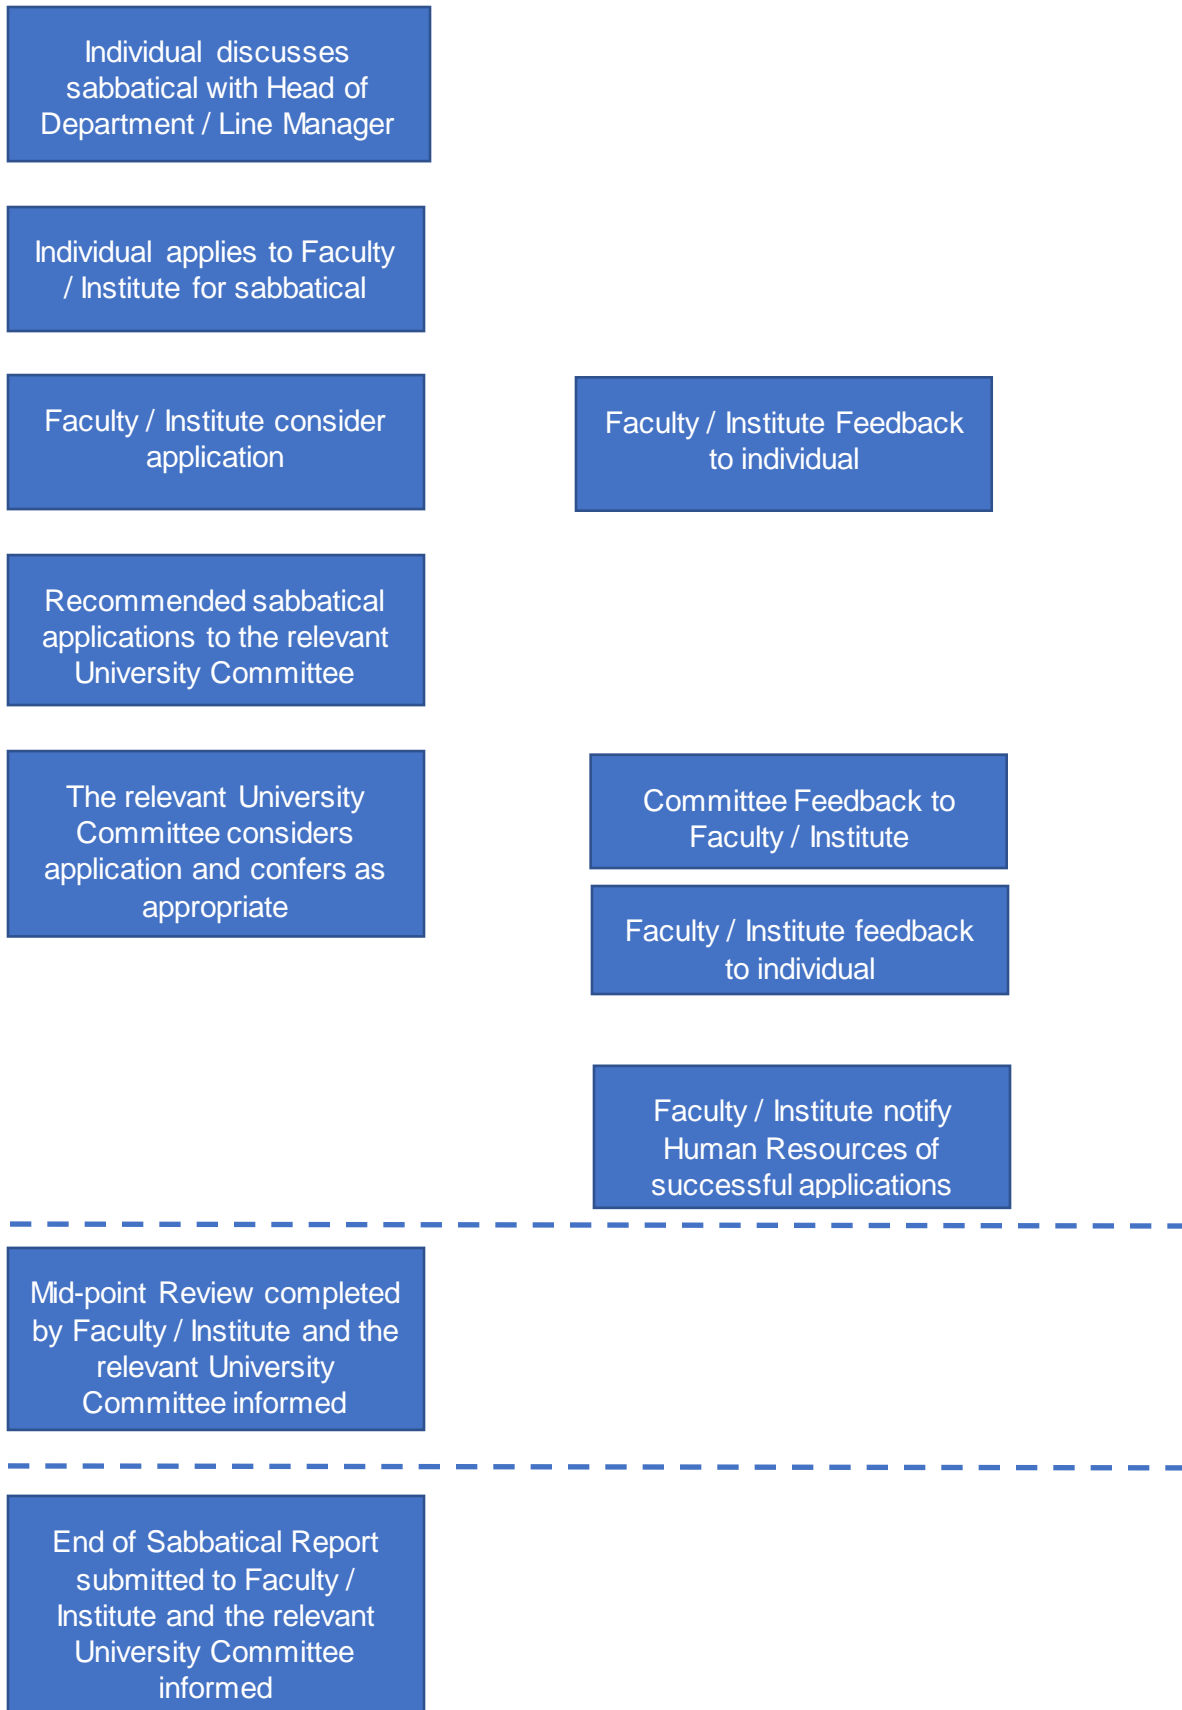 Individual discusses
sabbatical with Head of
Department / Line Manager
Individual applies to Faculty
/ Institute for sabbatical
Faculty / Institute consider
application
Faculty / Institute Feedback
to individual
Recommended sabbatical
applications to the relevant
University Committee
The relevant University
Committee considers
application and confers as
appropriate
Committee Feedback to
Faculty / Institute
Faculty / Institute feedback
to individual
Faculty / Institute notify
Human Resources of
successful applications
Mid-point Review completed
by Faculty / Institute and the
relevant University
Committee informed
End of Sabbatical Report
submitted to Faculty /
Institute and the relevant
University Committee
informed